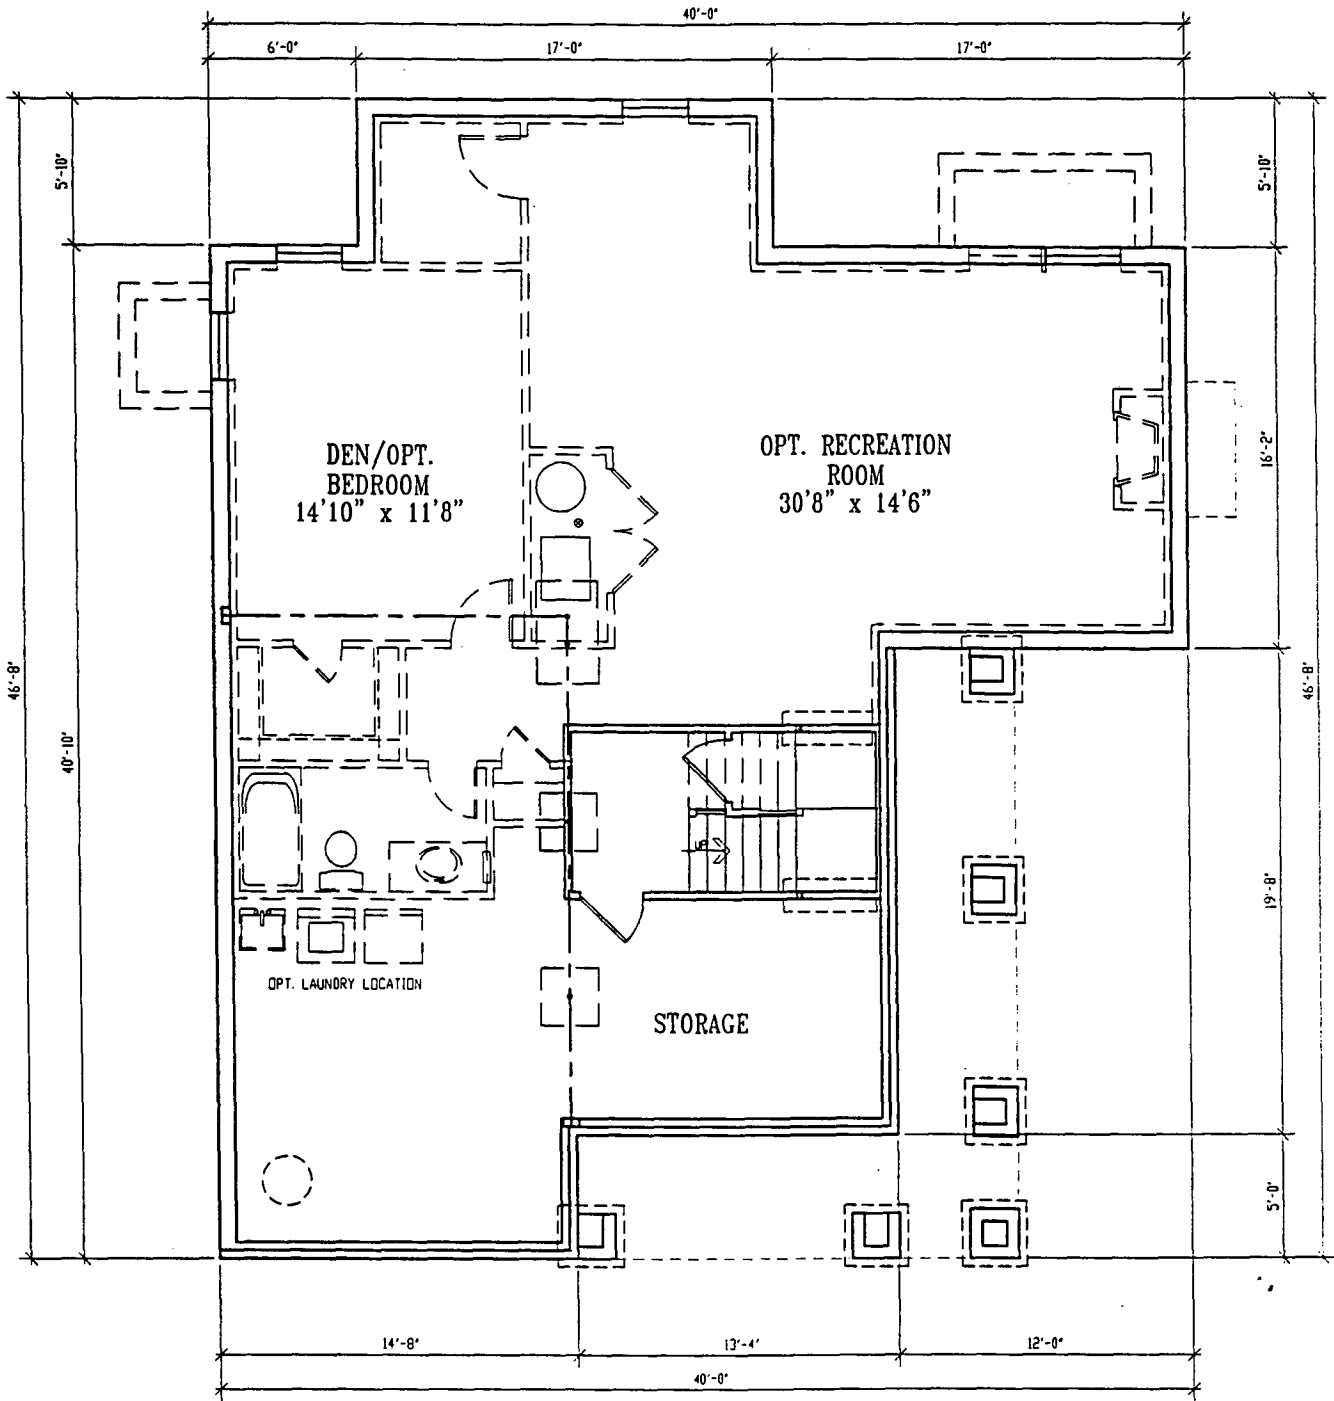 40'-0"
6'-0"
17'-0"
17'-0"
5'-10"
5'-10"
DEN/OPT.
BEDROOM
14'10" x 11'8"
OPT. RECREATION
ROOM
30'8" x 14'6"
16'-2"
46'-8"
46'-8"
40'-10"
UP
19'-8"
OPT. LAUNDRY LOCATION
STORAGE
5'-0"
14'-8"
13'-4"
12'-0"
40'-0"